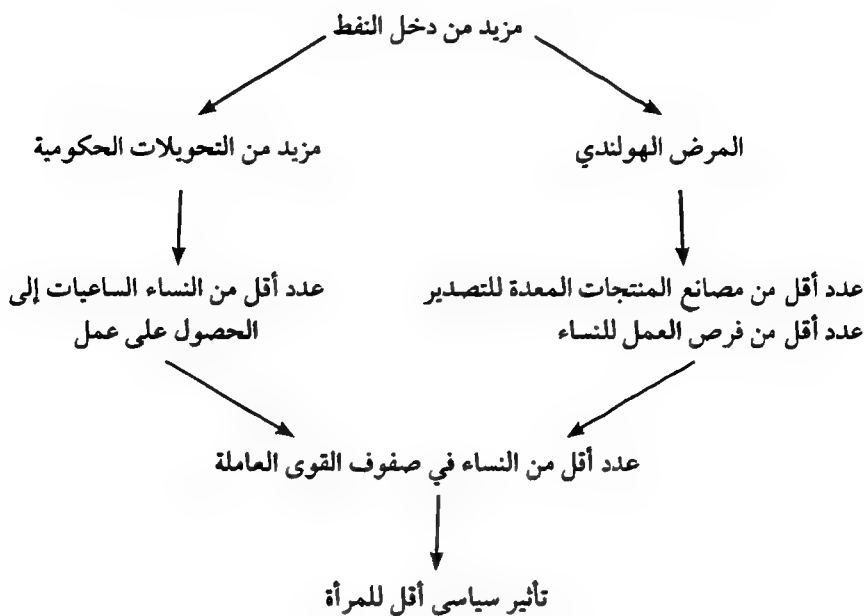 مزيد من دخل النفط
المرض الهولندي
مزيد من التحويلات الحكومية
عدد أقل من مصانع المنتجات المعدة للتصدير
عدد أقل من فرص العمل للنساء
عدد أقل من النساء الساعيات إلى
الحصول على عمل
عدد أقل من النساء في صفوف القوى العاملة
تأثير سياسي أقل للمرأة